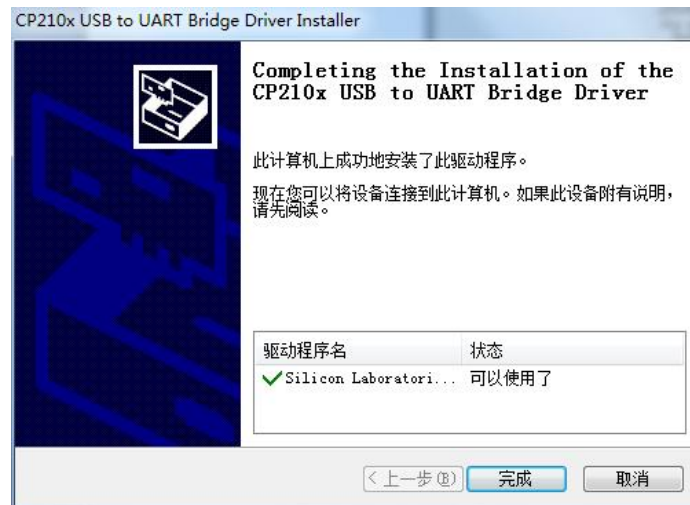 CP210x USB to UART Bridge Driver Installer
Completing the Installation of the
CP210x USB to UART Bridge Driver
此计算机上成功地安装了此驱动程序。
现在您可以将设备连接到此计算机。如果此设备附有说明，
请先阅读。
驱动程序名 状态
Silicon Laboratori... 可以使用了
<上一步(B) 完成 取消